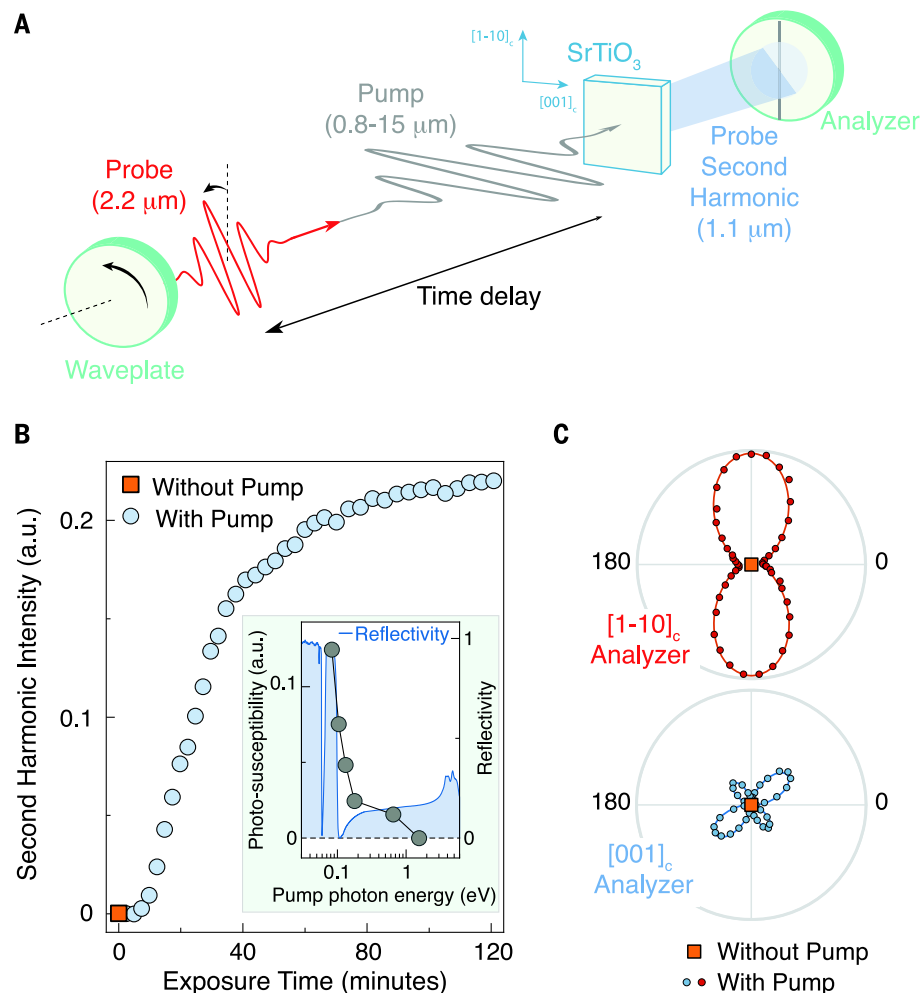 A
[1-10]c
SrTiO3
[001]c
Pump
(0.8-15 μm)
Analyzer
Probe
(2.2 μm)
Probe
Second
Harmonic
(1.1 μm)
Time delay
Waveplate
B
Without Pump
With Pump
Second Harmonic Intensity (a.u.)
0.2
0.1
0
0 40 80 120
Exposure Time (minutes)
Reflectivity
Photo-susceptibility (a.u.)
0.1
0
1
0
Reflectivity
0.1 1
Pump photon energy (eV)
C
180 0
[1-10]c
Analyzer
180 0
[001]c
Analyzer
Without Pump
With Pump